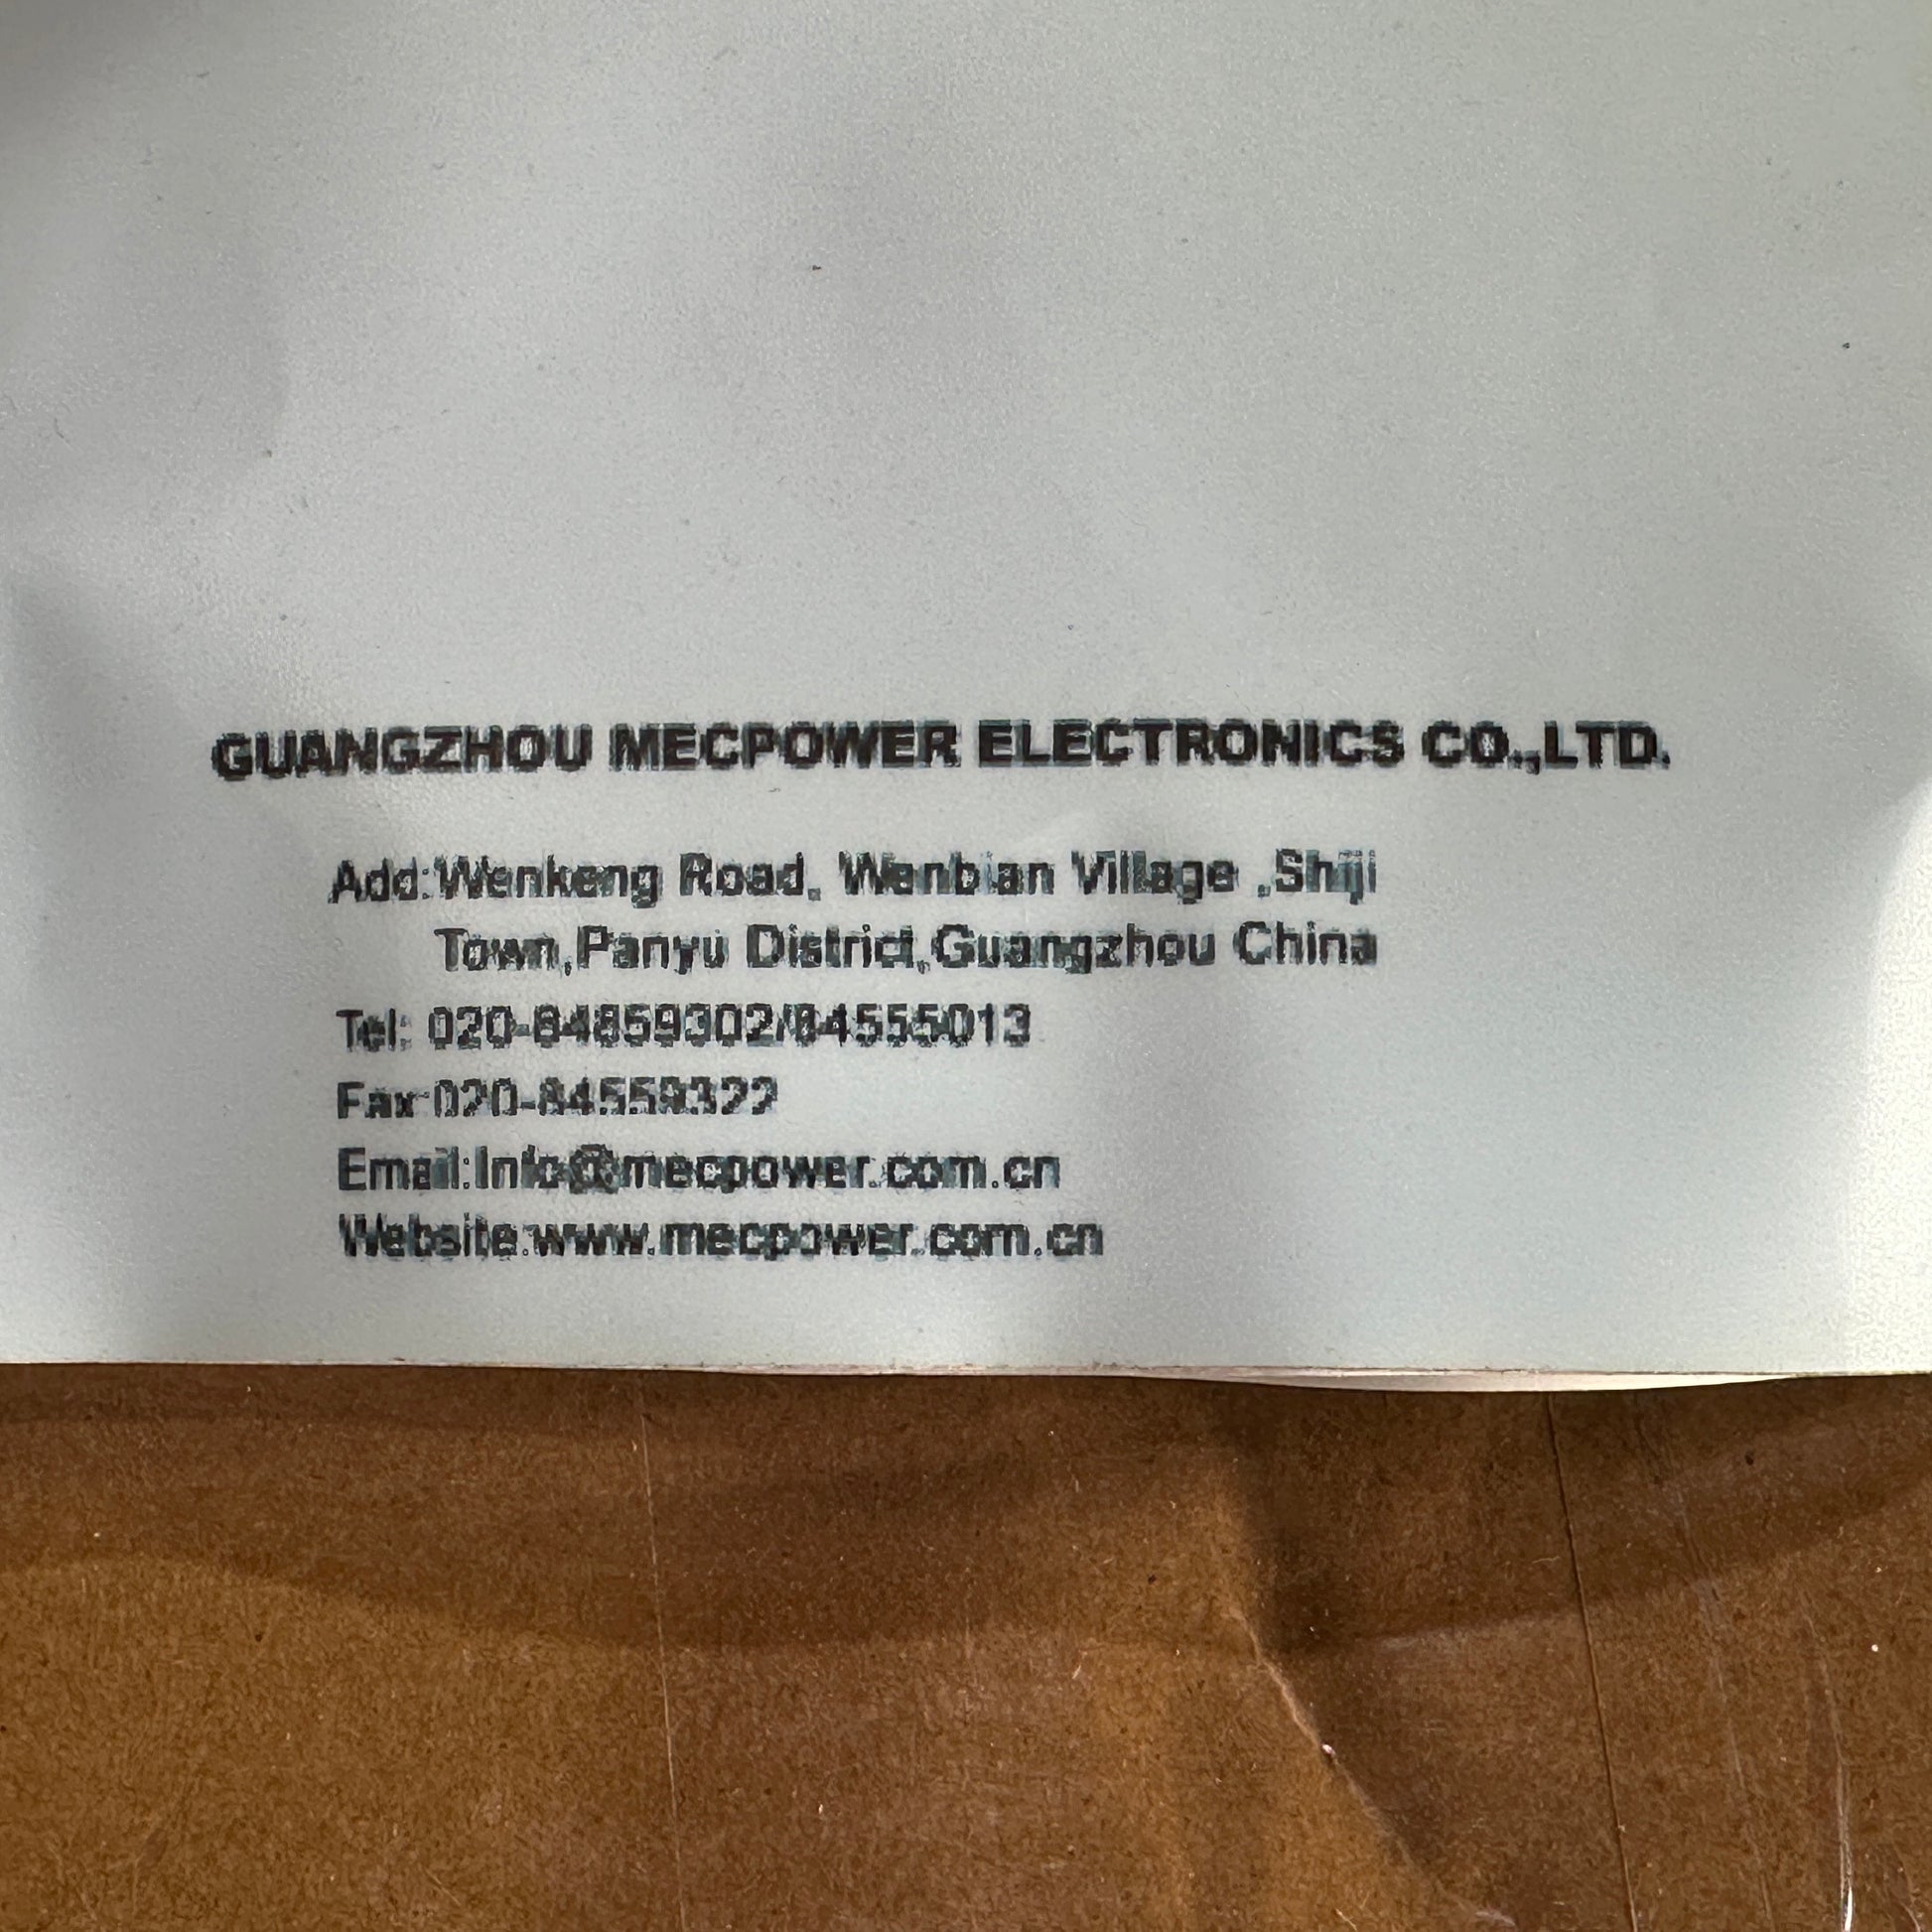 GUANGZHOU MECPOWER ELECTRONICS CO.,LTD.
Add:Wenkeng Road, Wenbian Village ,Shiji
Town,Panyu District,Guangzhou China
Tel: 020-84859302/84555013
Fax:020-84559322
Email:Info@mecpower.com.cn
Website:www.mecpower.com.cn